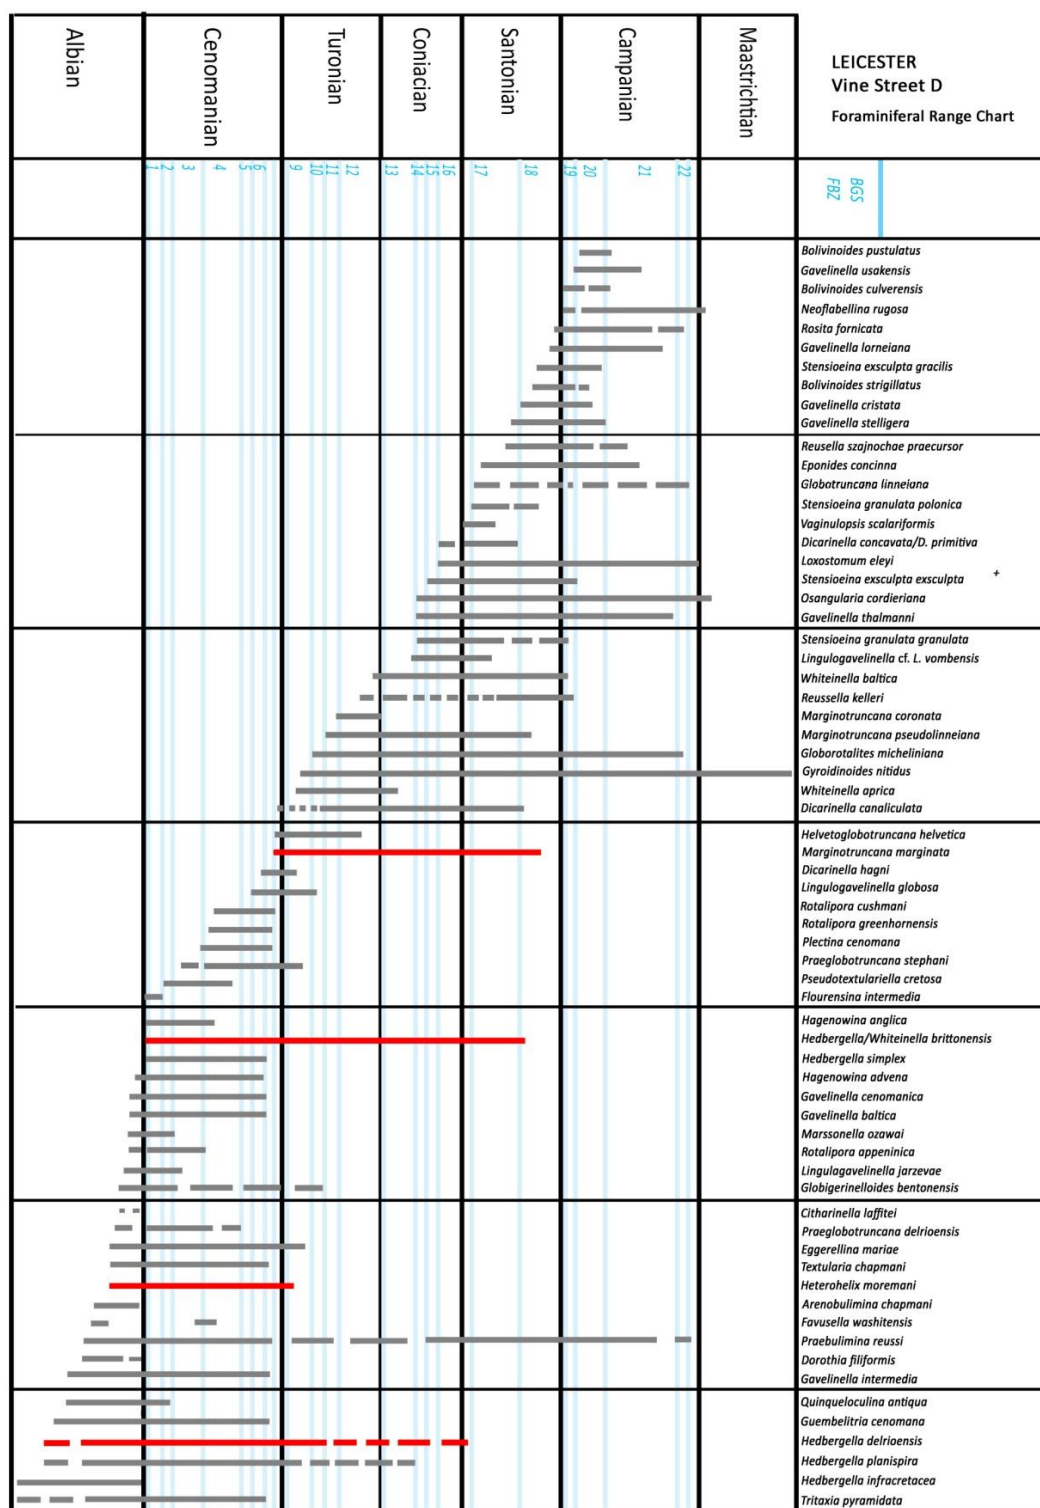 Albian
Cenomanian
Turonian
Coniacian
Santonian
Campanian
Maastrichtian
LEICESTER
Vine Street D
Foraminiferal Range Chart
1
2
3
4
5
6
9
10
11
12
13
14
15
16
17
18
19
20
21
22
BGS
FBZ
Bolivinoides pustulatus
Gavelinella usakensis
Bolivinoides culverensis
Neoflabellina rugosa
Rosita fornicata
Gavelinella lorneiana
Stensioeina exsculpta gracilis
Bolivinoides strigillatus
Gavelinella cristata
Gavelinella stelligera
Reusella szajnochae praecursor
Eponides concinna
Globotruncana linneiana
Stensioeina granulata polonica
Vaginulopsis scalariformis
Dicarinella concavata/D. primitiva
Loxostomum eleyi
Stensioeina exsculpta exsculpta
+
Osangularia cordieriana
Gavelinella thalmanni
Stensioeina granulata granulata
Lingulogavelinella cf. L. vombensis
Whiteinella baltica
Reussella kelleri
Marginotruncana coronata
Marginotruncana pseudolinneiana
Globorotalites micheliniana
Gyroidinoides nitidus
Whiteinella aprica
Dicarinella canaliculata
Helvetoglobotruncana helvetica
Marginotruncana marginata
Dicarinella hagni
Lingulogavelinella globosa
Rotalipora cushmani
Rotalipora greenhornensis
Plectina cenomana
Praeglobotruncana stephani
Pseudotextulariella cretosa
Flourensina intermedia
Hagenowina anglica
Hedbergella/Whiteinella brittonensis
Hedbergella simplex
Hagenowina advena
Gavelinella cenomanica
Gavelinella baltica
Marssonella ozawai
Rotalipora appeninica
Lingulagavelinella jarzevae
Globigerinelloides bentonensis
Citharinella laffitei
Praeglobotruncana delrioensis
Eggerellina mariae
Textularia chapmani
Heterohelix moremani
Arenobulimina chapmani
Favusella washitensis
Praebulimina reussi
Dorothia filiformis
Gavelinella intermedia
Quinqueloculina antiqua
Guembelitria cenomana
Hedbergella delrioensis
Hedbergella planispira
Hedbergella infracretacea
Tritaxia pyramidata